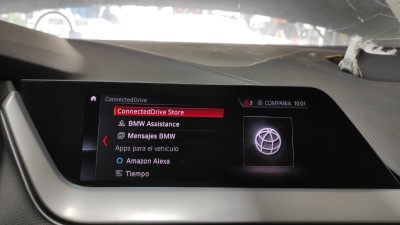 ConnectedDrive
COMPANIA 10:01
ConnectedDrive Store
BMW Assistance
Mensajes BMW
Apps para el vehículo
Amazon Alexa
Tiempo